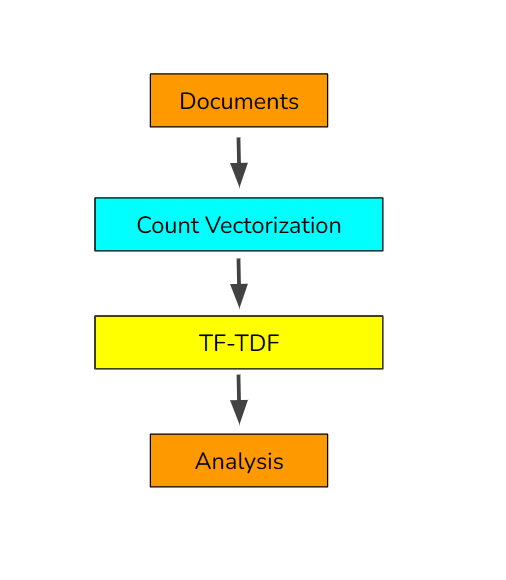 Documents
Count Vectorization
TF-TDF
Analysis